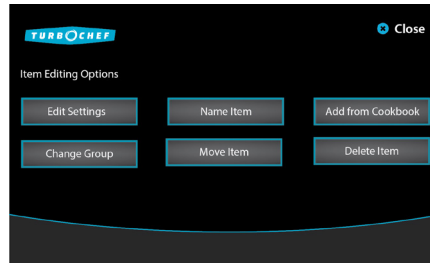 TURBOCHEF
Close
Item Editing Options
Edit Settings
Name Item
Add from Cookbook
Change Group
Move Item
Delete Item